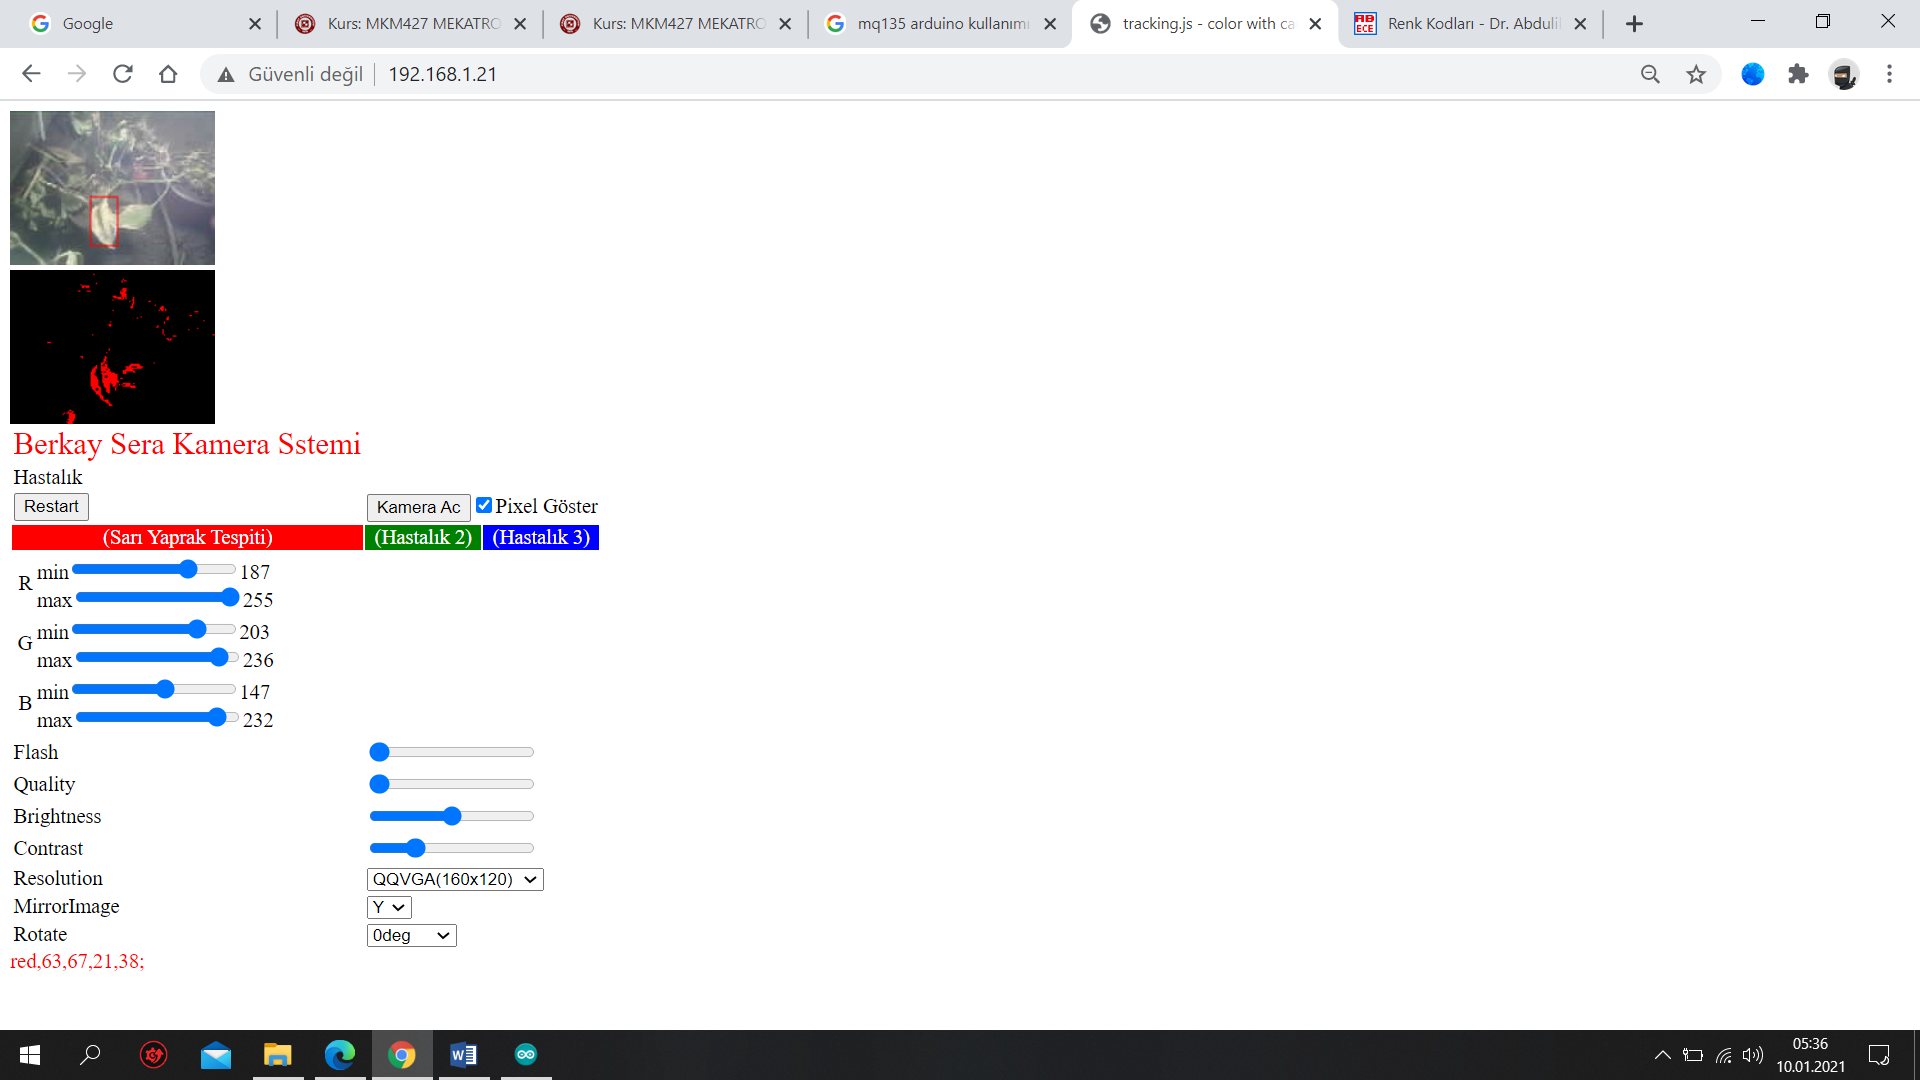 Google
Kurs: MKM427 MEKATRO
Kurs: MKM427 MEKATRO
mq135 arduino kullanımı
tracking.js - color with ca
Renk Kodları - Dr. Abdulil
Güvenli değil
192.168.1.21
Berkay Sera Kamera Sstemi
Hastalık
Restart
Kamera Ac
Pixel Göster
(Sarı Yaprak Tespiti)
(Hastalık 2)
(Hastalık 3)
R
min 187
max 255
G
min 203
max 236
B
min 147
max 232
Flash
Quality
Brightness
Contrast
Resolution QQVGA(160x120)
MirrorImage Y
Rotate 0deg
red,63,67,21,38;
05:36
10.01.2021